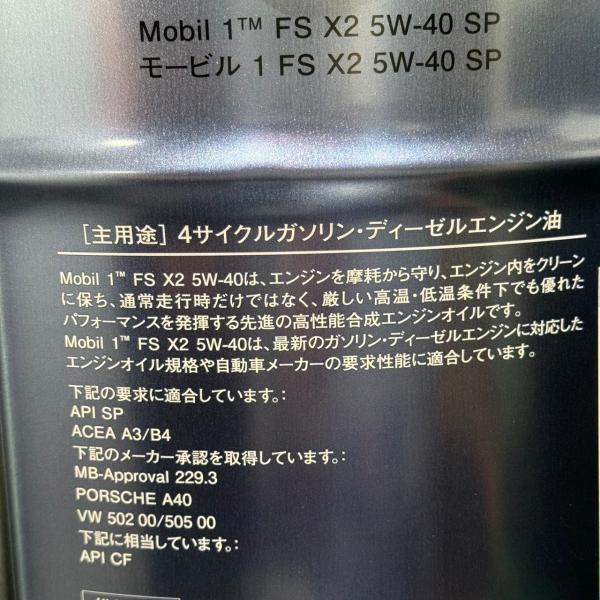 Mobil 1™ FS X2 5W-40 SP
モービル 1 FS X2 5W-40 SP
［主用途］4サイクルガソリン・ディーゼルエンジン油
Mobil 1™ FS X2 5W-40は、エンジンを摩耗から守り、エンジン内をクリーン
に保ち、通常走行時だけではなく、厳しい高温・低温条件下でも優れた
パフォーマンスを発揮する先進の高性能合成エンジンオイルです。
Mobil 1™ FS X2 5W-40は、最新のガソリン・ディーゼルエンジンに対応した
エンジンオイル規格や自動車メーカーの要求性能に適合しています。
下記の要求に適合しています。:
API SP
ACEA A3/B4
下記のメーカー承認を取得しています。:
MB-Approval 229.3
PORSCHE A40
VW 502 00/505 00
下記に相当しています。:
API CF